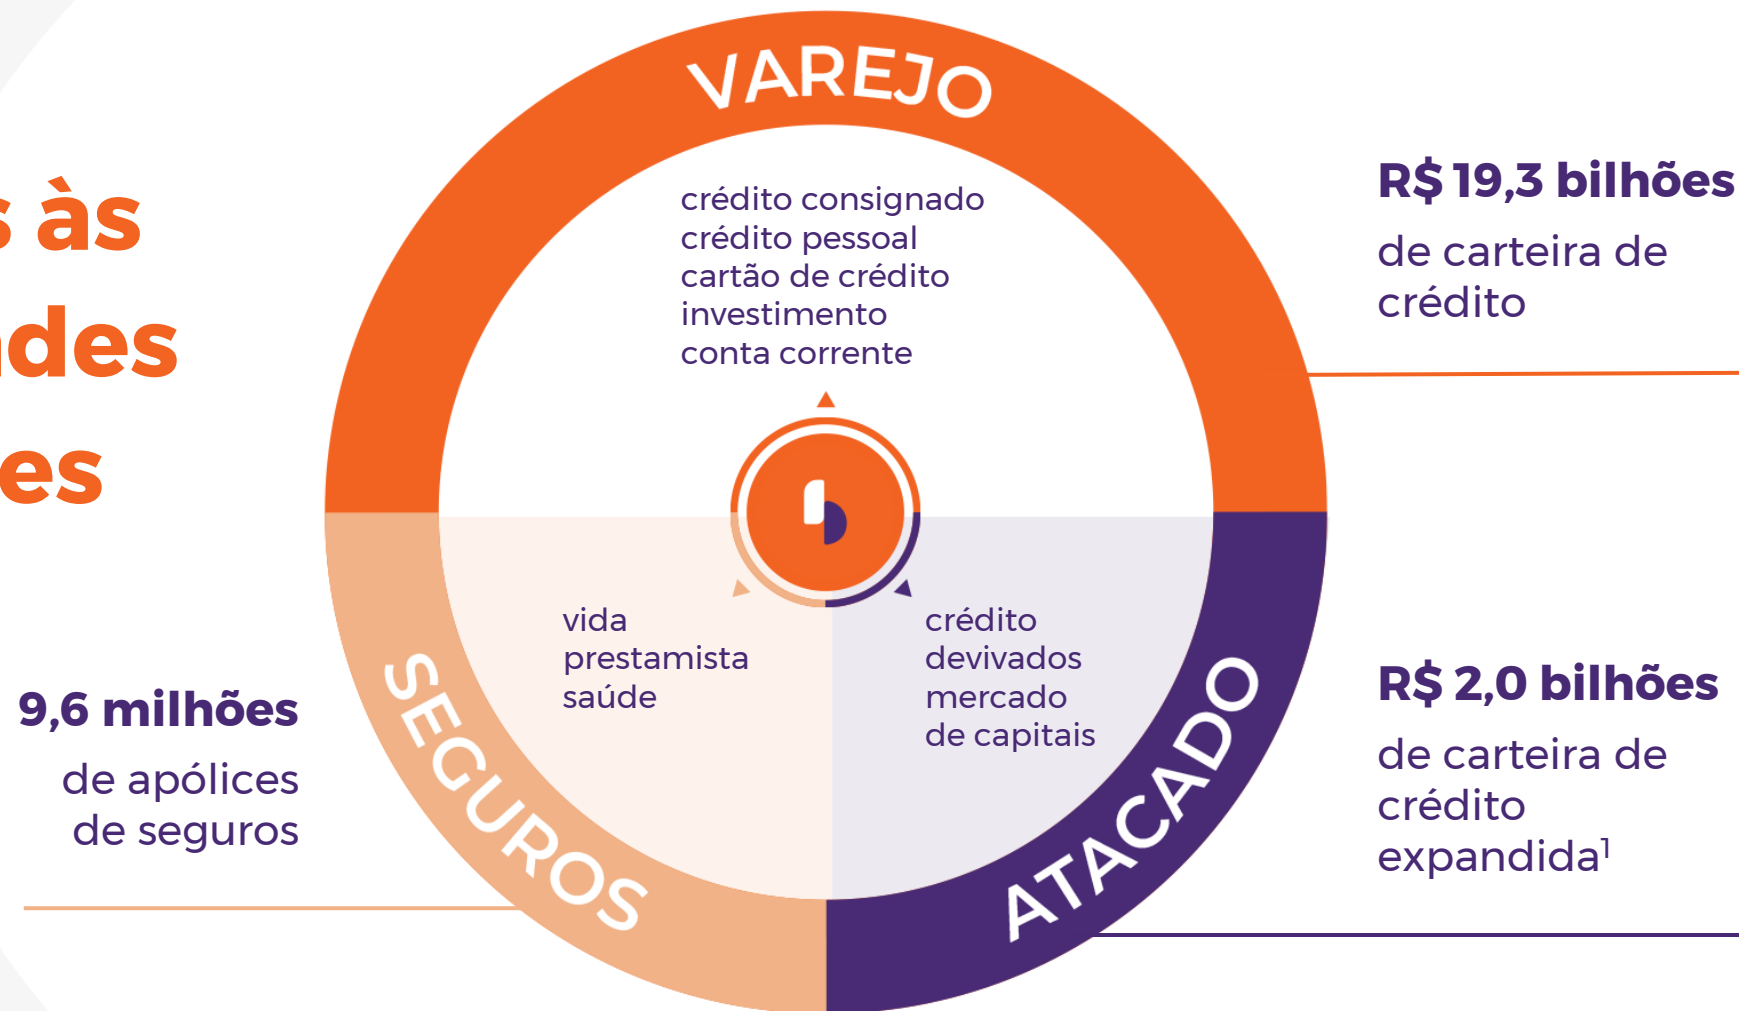 s às
ades
es
VAREJO
crédito consignado
crédito pessoal
cartão de crédito
investimento
conta corrente
R$ 19,3 bilhões
de carteira de
crédito
SEGUROS
vida
prestamista
saúde
9,6 milhões
de apólices
de seguros
ATACADO
crédito
devivados
mercado
de capitais
R$ 2,0 bilhões
de carteira de
crédito
expandida¹